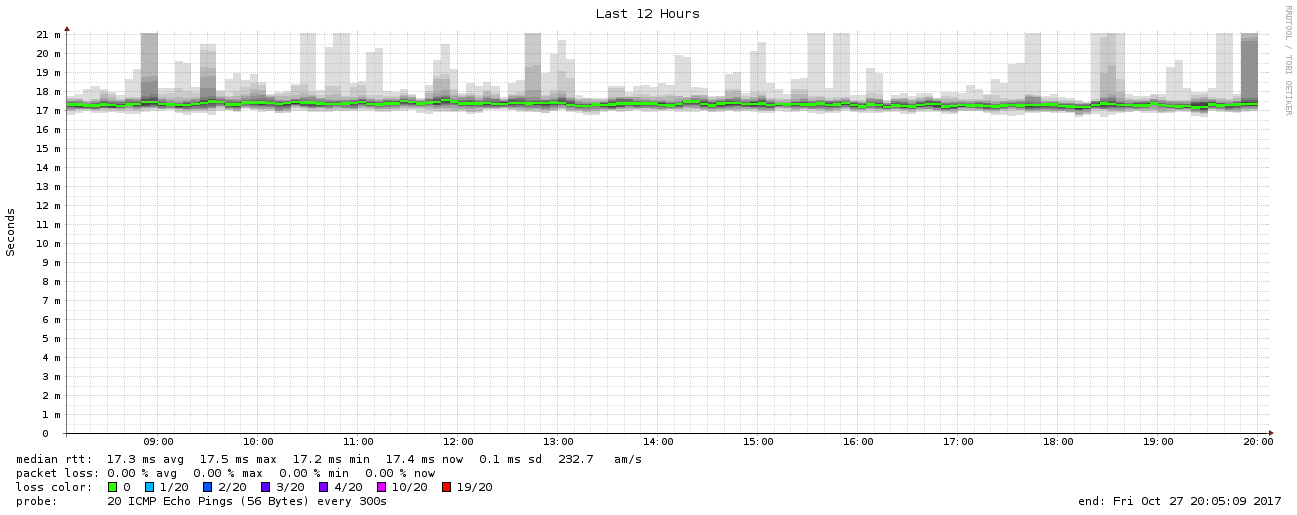 Last 12 Hours
RRDTOOL / TOBI OETIKER
Seconds
21 m
20 m
19 m
18 m
17 m
16 m
15 m
14 m
13 m
12 m
11 m
10 m
9 m
8 m
7 m
6 m
5 m
4 m
3 m
2 m
1 m
0
09:00 10:00 11:00 12:00 13:00 14:00 15:00 16:00 17:00 18:00 19:00 20:00
median rtt: 17.3 ms avg 17.5 ms max 17.2 ms min 17.4 ms now 0.1 ms sd 232.7 am/s
packet loss: 0.00 % avg 0.00 % max 0.00 % min 0.00 % now
loss color: 0 1/20 2/20 3/20 4/20 10/20 19/20
probe: 20 ICMP Echo Pings (56 Bytes) every 300s end: Fri Oct 27 20:05:09 2017